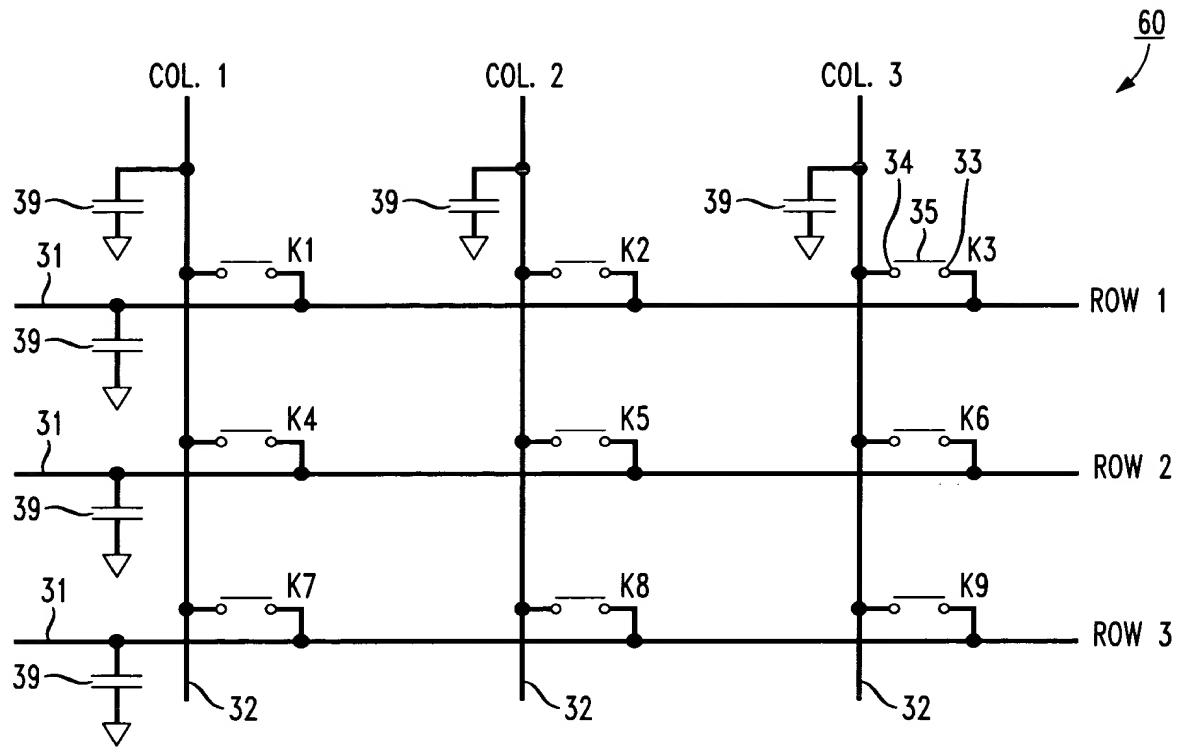 60
COL. 1 COL. 2 COL. 3
34 33
39 39 39 35
31 K1 K2 K3
ROW 1
39
31 K4 K5 K6
ROW 2
39
31 K7 K8 K9
ROW 3
39 32 32 32